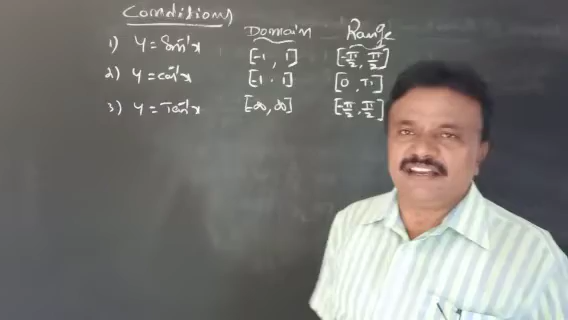 Conditions
Domain Range
1) y = Sin⁻¹x [-1, 1] [-π/2, π/2]
2) y = cos⁻¹x [-1, 1] [0, π]
3) y = Tan⁻¹x [-∞, ∞] [-π/2, π/2]